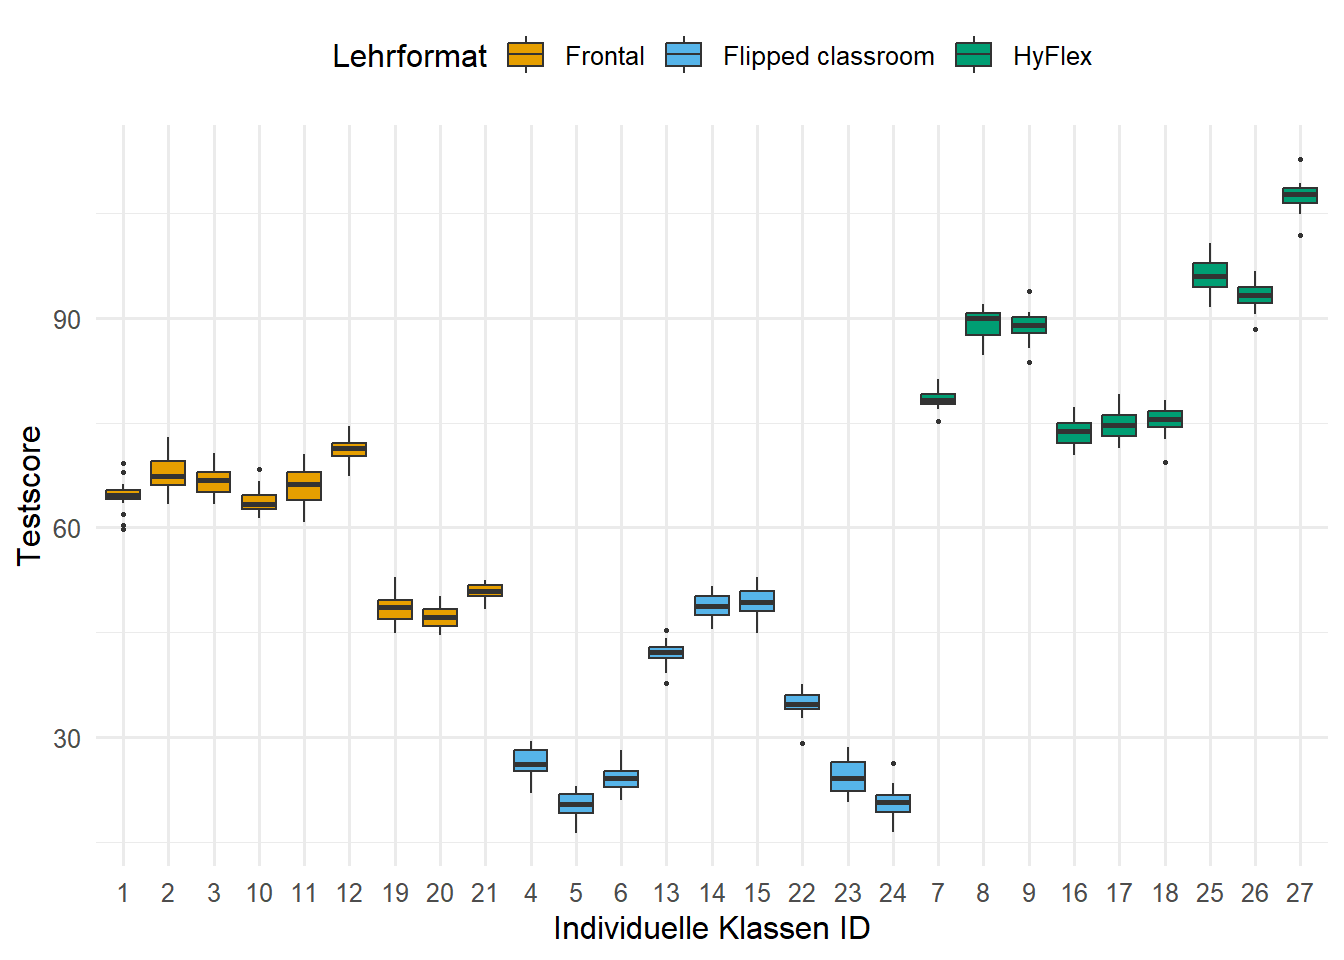 Lehrformat Frontal Flipped classroom HyFlex
90
60
30
Testscore
1 2 3 10 11 12 19 20 21 4 5 6 13 14 15 22 23 24 7 8 9 16 17 18 25 26 27
Individuelle Klassen ID